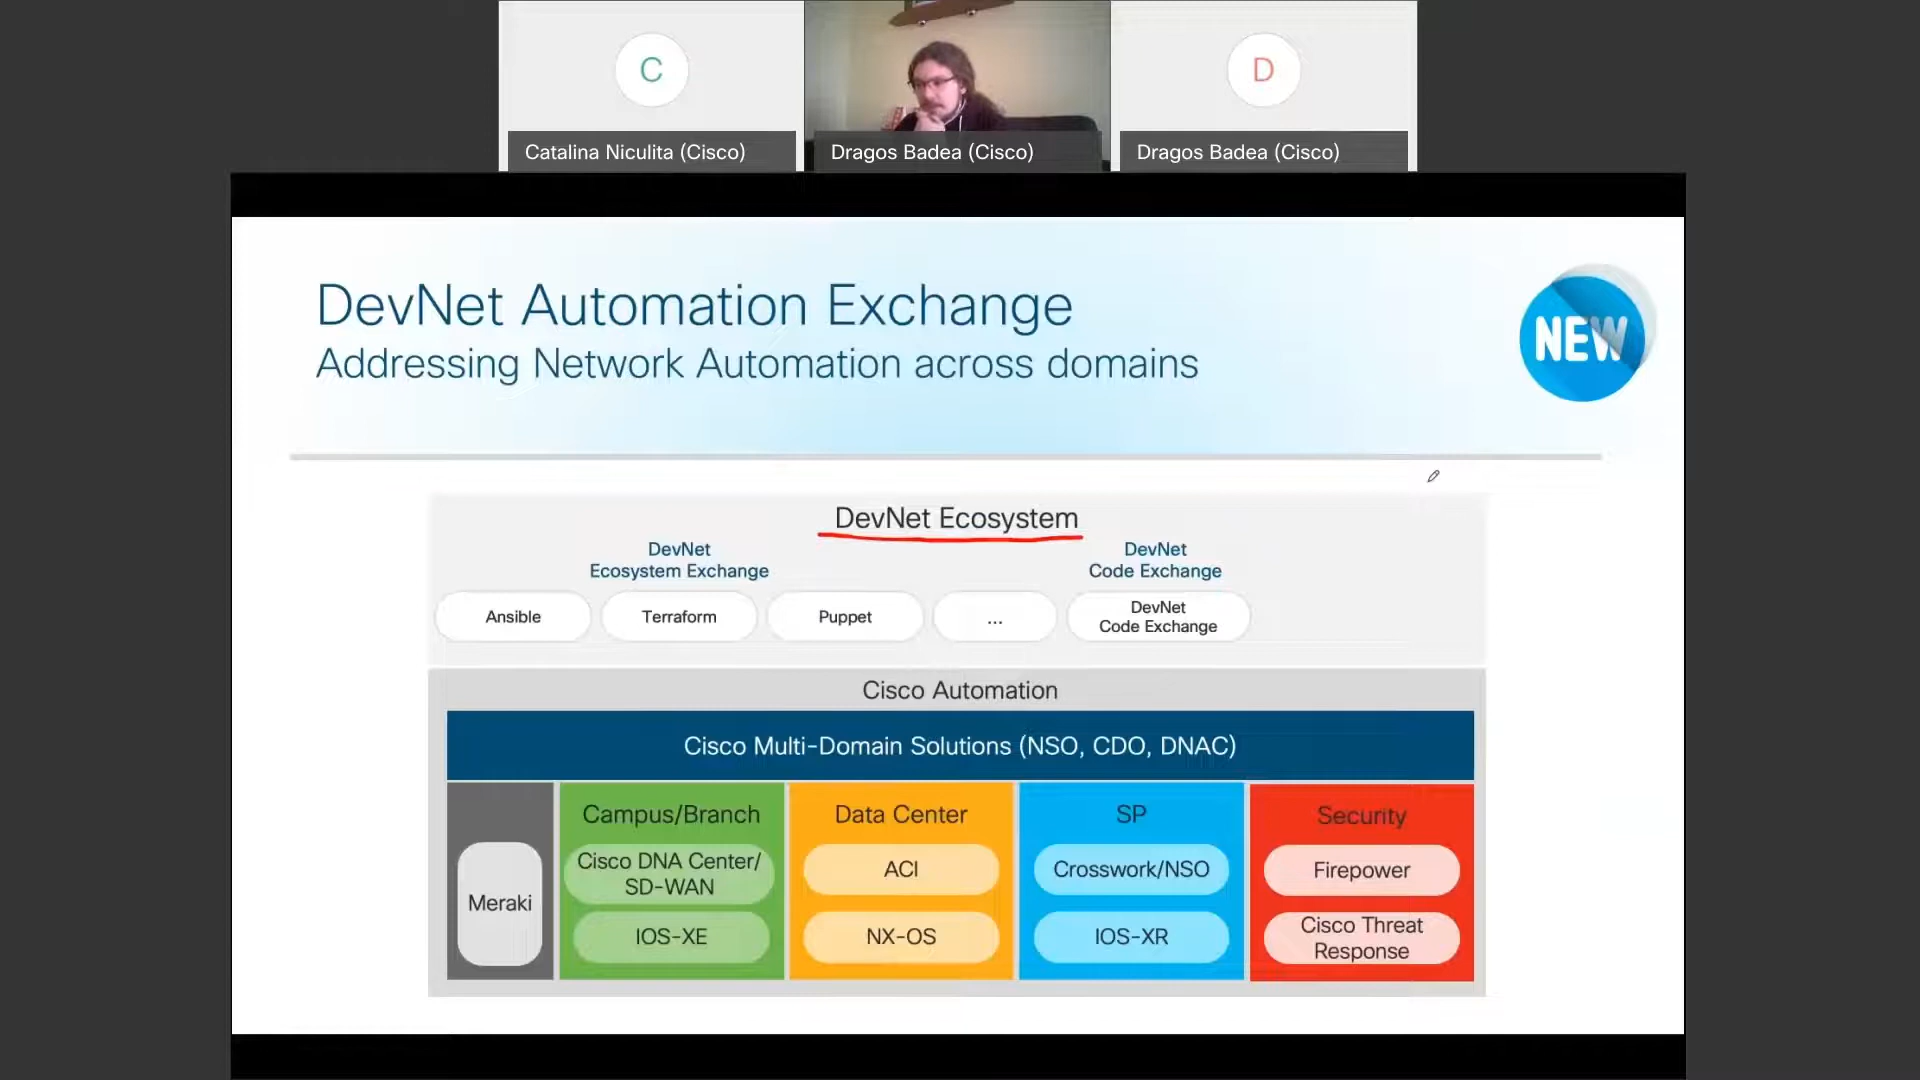 C
D
Catalina Niculita (Cisco)
Dragos Badea (Cisco)
Dragos Badea (Cisco)
DevNet Automation Exchange
Addressing Network Automation across domains
NEW
DevNet Ecosystem
DevNet
Ecosystem Exchange
DevNet
Code Exchange
Ansible
Terraform
Puppet
...
DevNet
Code Exchange
Cisco Automation
Cisco Multi-Domain Solutions (NSO, CDO, DNAC)
Meraki
Campus/Branch
Cisco DNA Center/
SD-WAN
IOS-XE
Data Center
ACI
NX-OS
SP
Crosswork/NSO
IOS-XR
Security
Firepower
Cisco Threat
Response